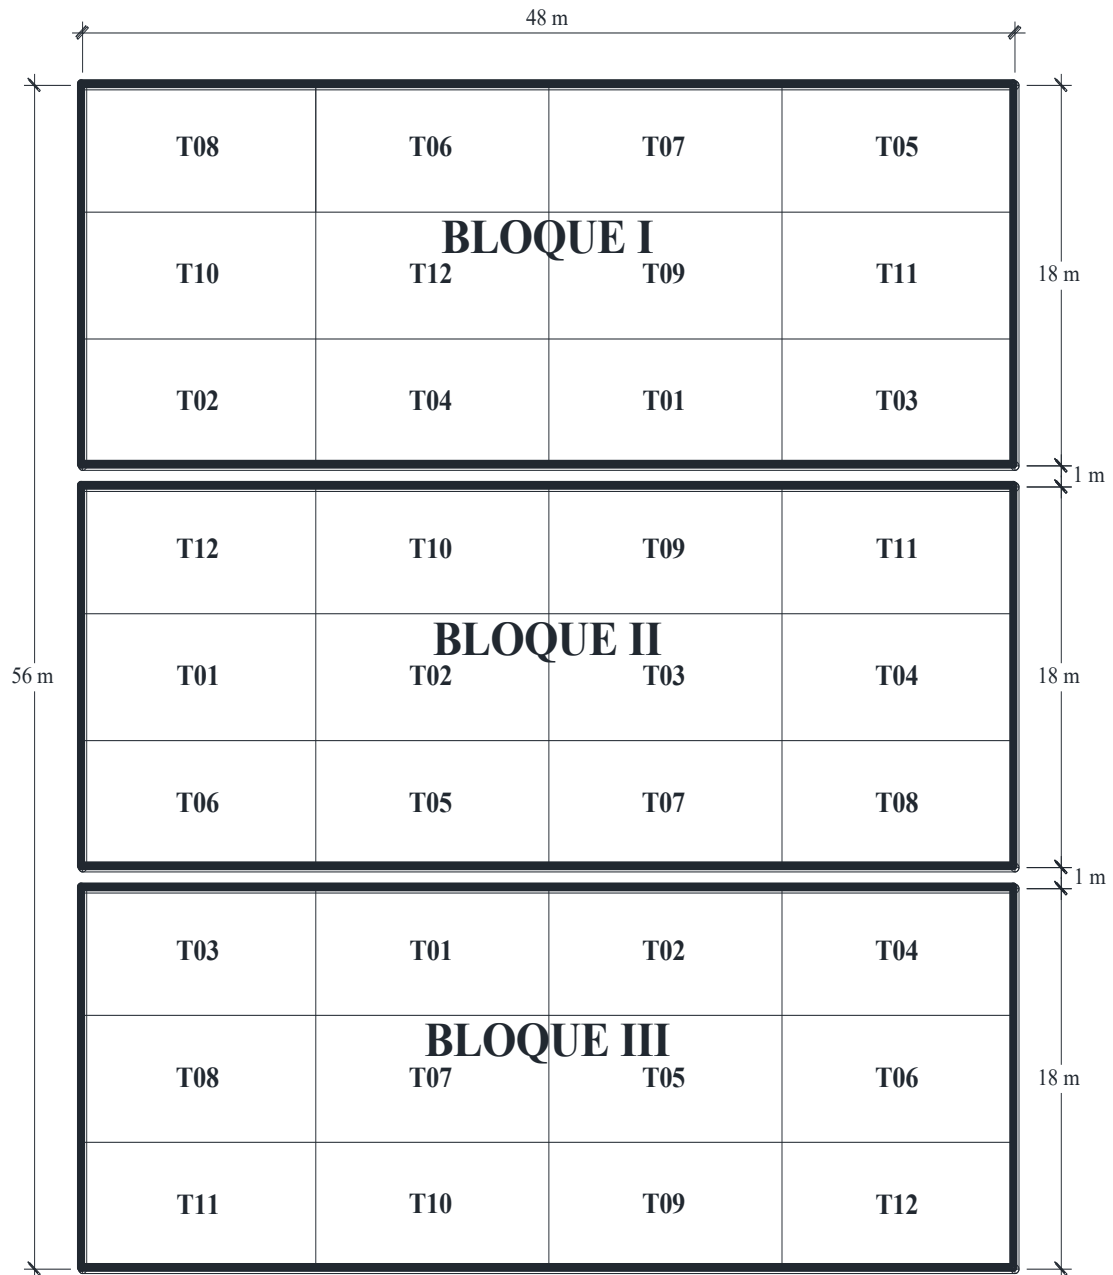 48 m
T08 T06 T07 T05
BLOQUE I
T10 T12 T09 T11
18 m
T02 T04 T01 T03
1 m
T12 T10 T09 T11
BLOQUE II
56 m
T01 T02 T03 T04
18 m
T06 T05 T07 T08
1 m
T03 T01 T02 T04
BLOQUE III
T08 T07 T05 T06
18 m
T11 T10 T09 T12